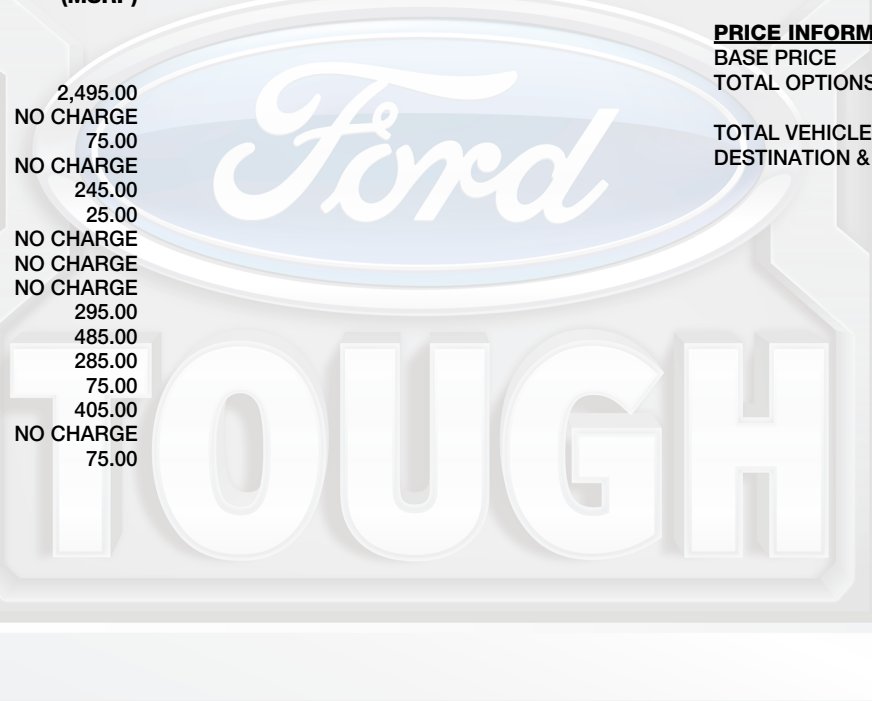 (MSRP)
2,495.00
NO CHARGE
75.00
NO CHARGE
245.00
25.00
NO CHARGE
NO CHARGE
NO CHARGE
295.00
485.00
285.00
75.00
405.00
NO CHARGE
75.00
PRICE INFORM
BASE PRICE
TOTAL OPTIONS
TOTAL VEHICLE
DESTINATION &
Ford
TOUGH